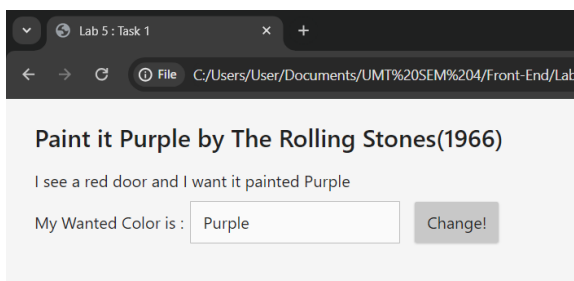 Lab 5 : Task 1
File C:/Users/User/Documents/UMT%20SEM%204/Front-End/Lab
Paint it Purple by The Rolling Stones(1966)
I see a red door and I want it painted Purple
My Wanted Color is : Purple Change!